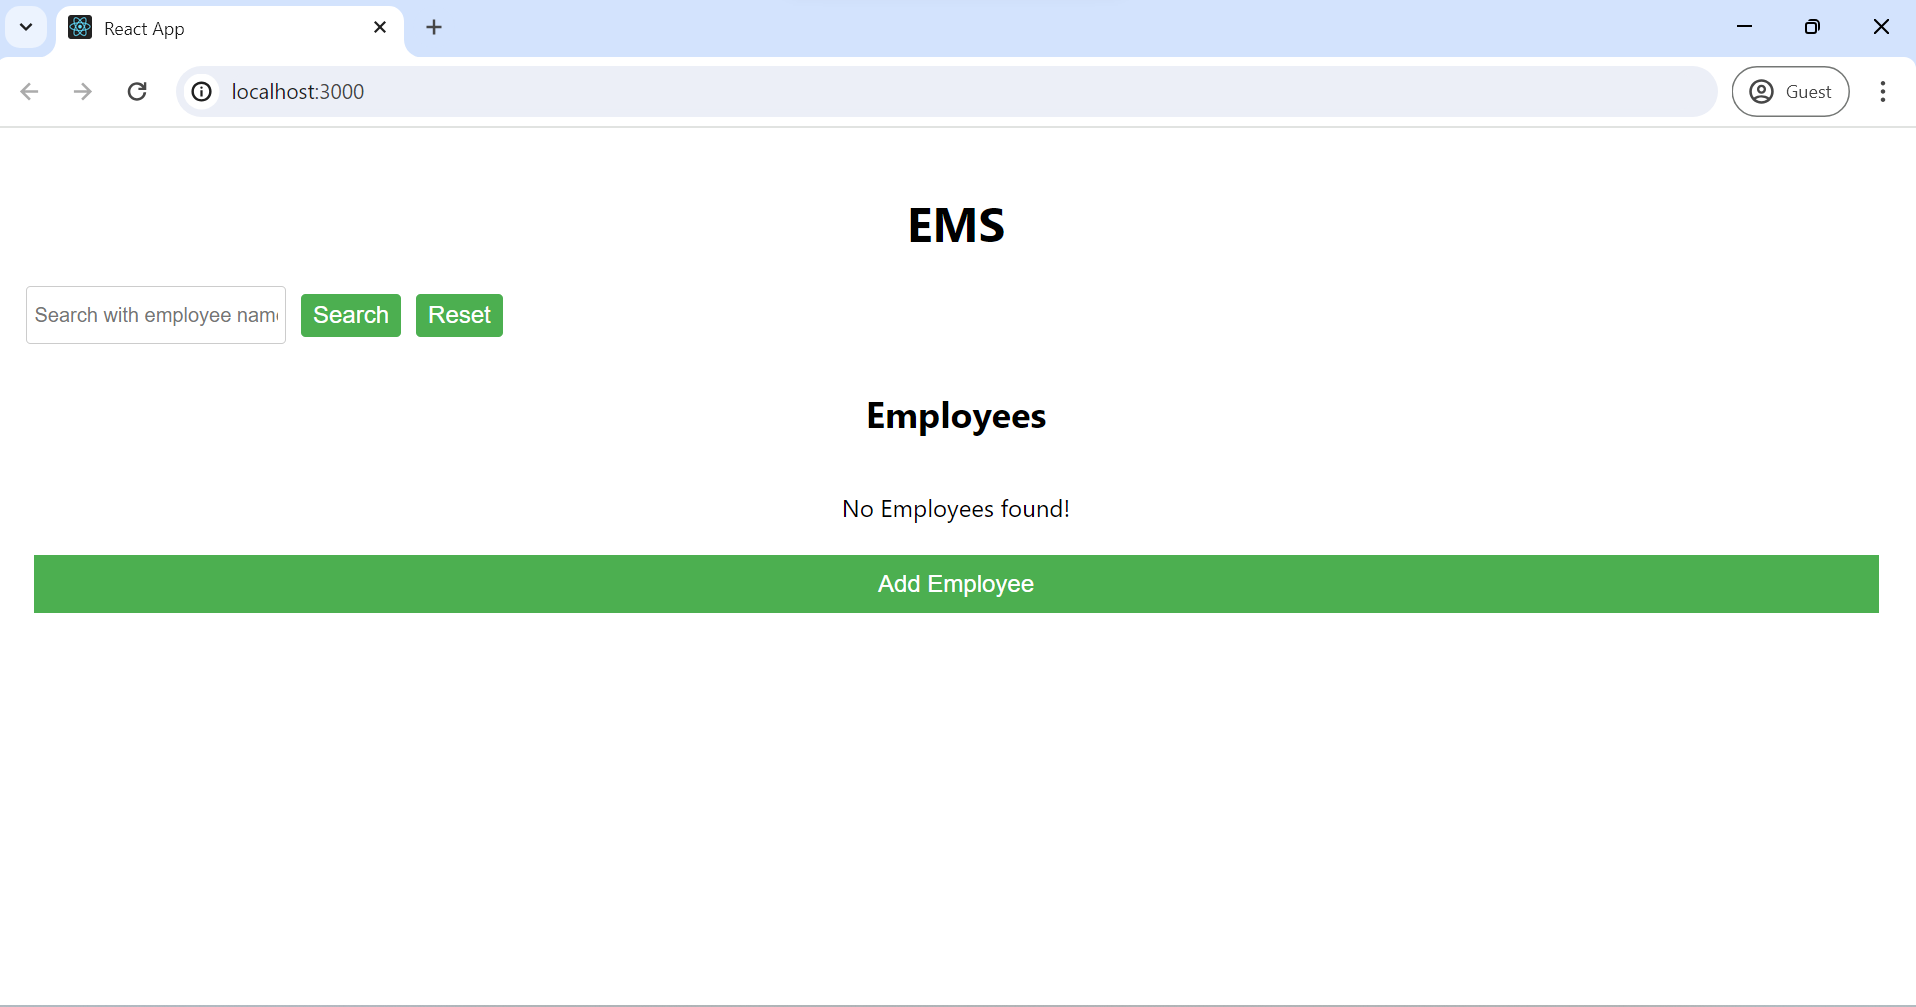 React App
localhost:3000
Guest
EMS
Search with employee nam
Search
Reset
Employees
No Employees found!
Add Employee